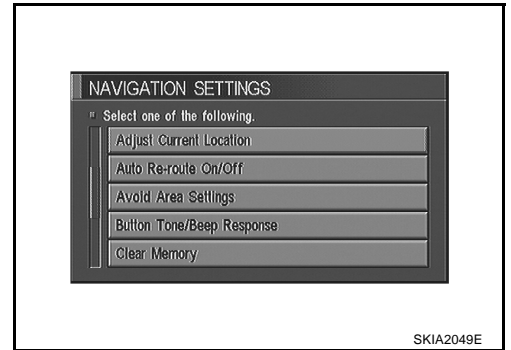 NAVIGATION SETTINGS
Select one of the following.
Adjust Current Location
Auto Re-route On/Off
Avoid Area Settings
Button Tone/Beep Response
Clear Memory
SKIA2049E